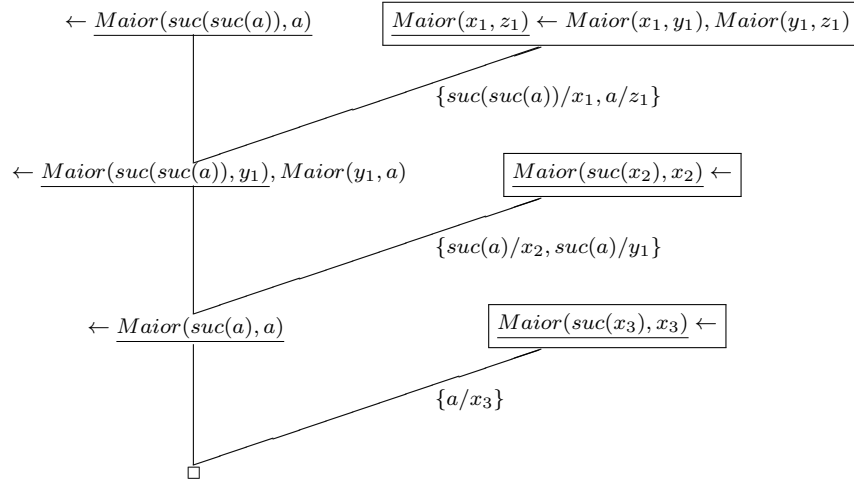 ← Maior(suc(suc(a)), a)
Maior(x₁, z₁) ← Maior(x₁, y₁), Maior(y₁, z₁)
{suc(suc(a))/x₁, a/z₁}
← Maior(suc(suc(a)), y₁), Maior(y₁, a)
Maior(suc(x₂), x₂) ←
{suc(a)/x₂, suc(a)/y₁}
← Maior(suc(a), a)
Maior(suc(x₃), x₃) ←
{a/x₃}
□